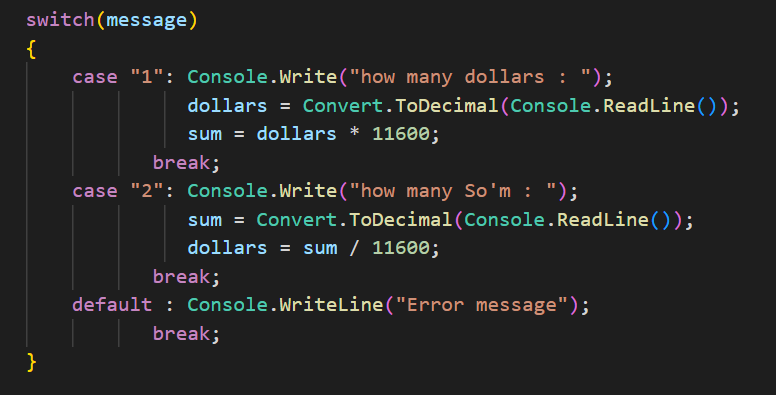 switch(message)
{
    case "1": Console.Write("how many dollars : ");
              dollars = Convert.ToDecimal(Console.ReadLine());
              sum = dollars * 11600;
           break;
    case "2": Console.Write("how many So'm : ");
              sum = Convert.ToDecimal(Console.ReadLine());
              dollars = sum / 11600;
           break;
    default : Console.WriteLine("Error message");
           break;
}